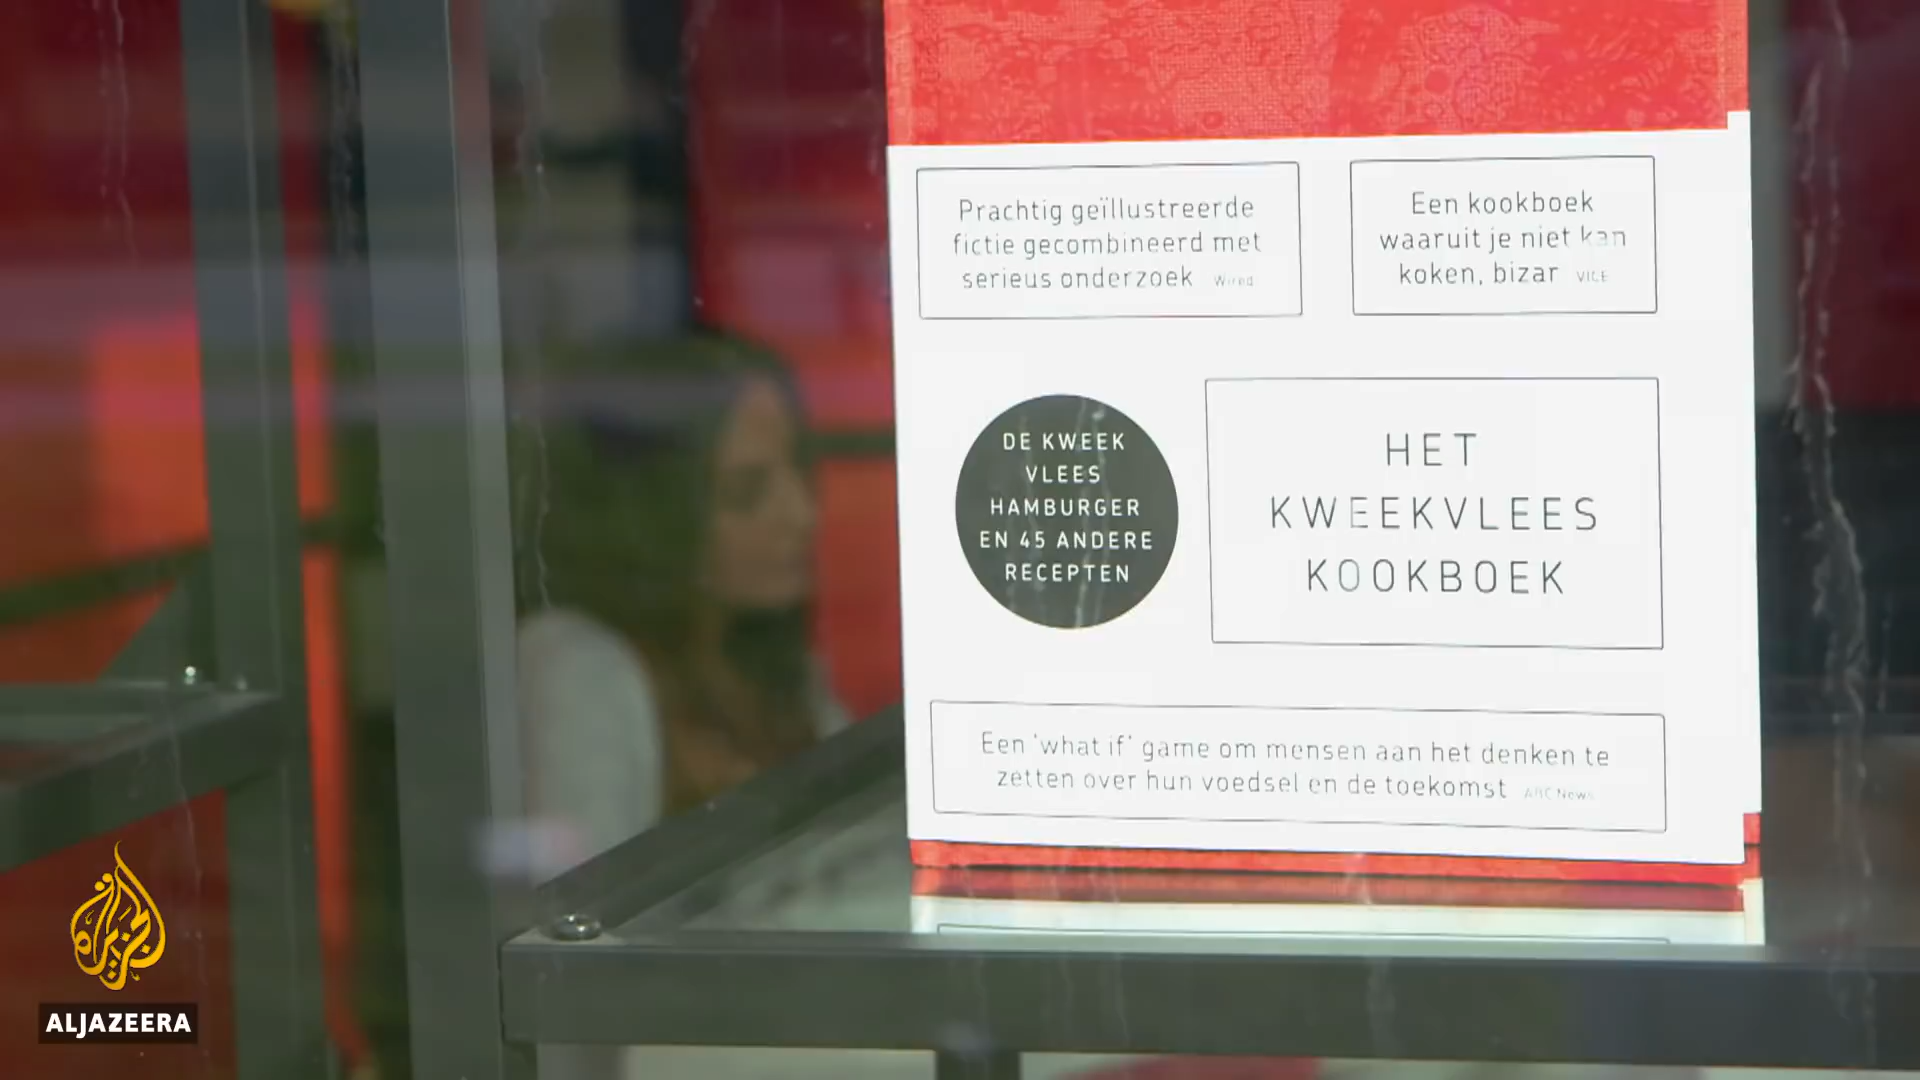 Prachtig geïllustreerde
fictie gecombineerd met
serieus onderzoek Wired
Een kookboek
waaruit je niet kan
koken, bizar VICE
DE KWEEK
VLEES
HAMBURGER
EN 45 ANDERE
RECEPTEN
HET
KWEEKVLEES
KOOKBOEK
Een 'what if' game om mensen aan het denken te
zetten over hun voedsel en de toekomst ABC News
الجزيرة
ALJAZEERA